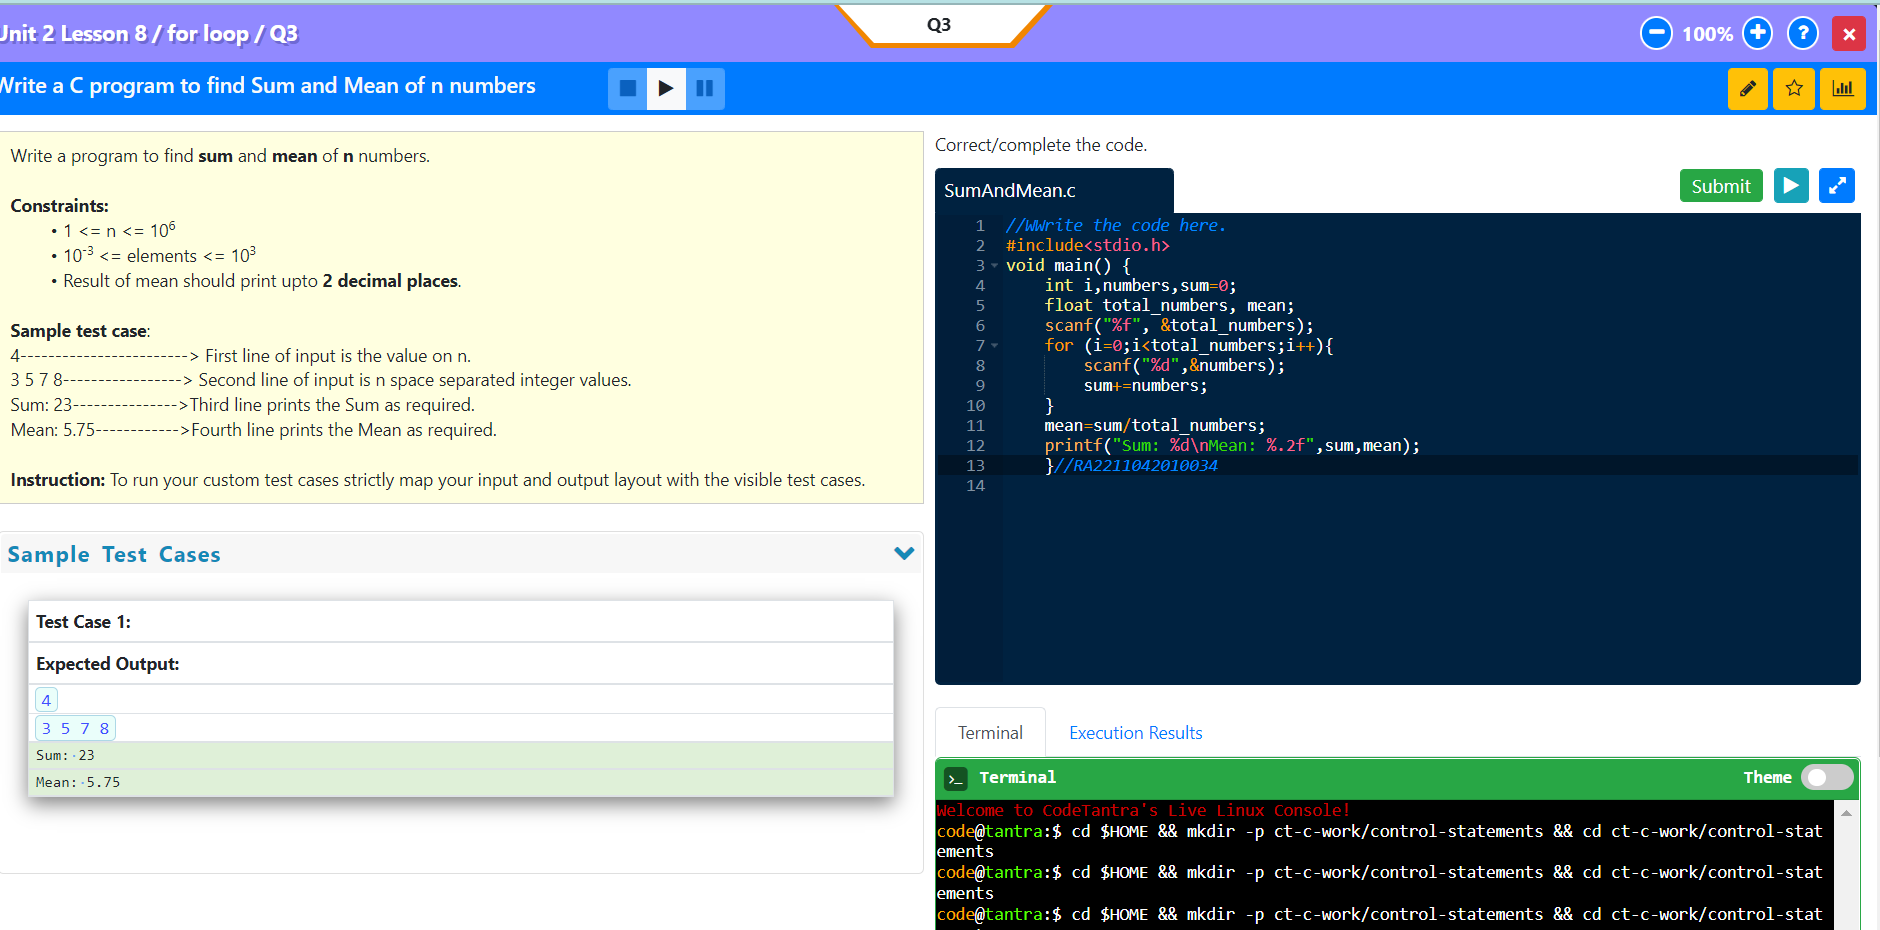 Unit 2 Lesson 8 / for loop / Q3
Q3
100%
?
×
Write a C program to find Sum and Mean of n numbers
Write a program to find sum and mean of n numbers.
Constraints:
• 1 <= n <= 10⁶
• 10⁻³ <= elements <= 10³
• Result of mean should print upto 2 decimal places.
Sample test case:
4------------------------> First line of input is the value on n.
3 5 7 8-----------------> Second line of input is n space separated integer values.
Sum: 23--------------->Third line prints the Sum as required.
Mean: 5.75------------>Fourth line prints the Mean as required.
Instruction: To run your custom test cases strictly map your input and output layout with the visible test cases.
Sample Test Cases
Test Case 1:
Expected Output:
4
3 5 7 8
Sum:·23
Mean:·5.75
Correct/complete the code.
SumAndMean.c
Submit
1 //WWrite the code here.
2 #include<stdio.h>
3 void main() {
4 int i,numbers,sum=0;
5 float total_numbers, mean;
6 scanf("%f", &total_numbers);
7 for (i=0;i<total_numbers;i++){
8 scanf("%d",&numbers);
9 sum+=numbers;
10 }
11 mean=sum/total_numbers;
12 printf("Sum: %d\nMean: %.2f",sum,mean);
13 }//RA2211042010034
14
Terminal
Execution Results
>_ Terminal
Theme
Welcome to CodeTantra's Live Linux Console!
code@tantra:$ cd $HOME && mkdir -p ct-c-work/control-statements && cd ct-c-work/control-stat
ements
code@tantra:$ cd $HOME && mkdir -p ct-c-work/control-statements && cd ct-c-work/control-stat
ements
code@tantra:$ cd $HOME && mkdir -p ct-c-work/control-statements && cd ct-c-work/control-stat